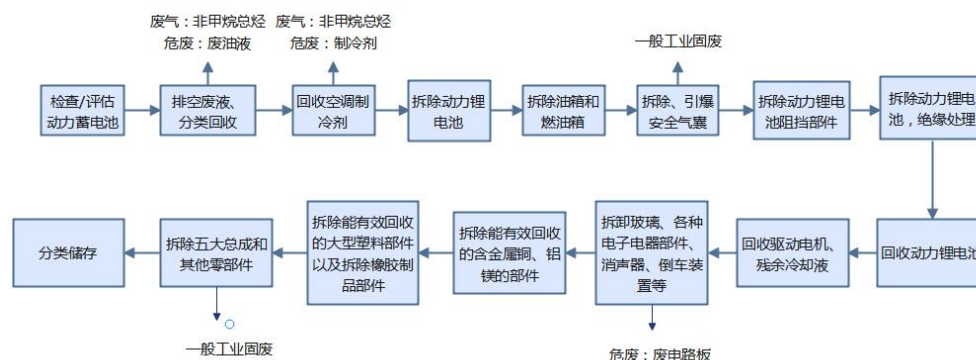 废气：非甲烷总烃
危废：废油液
废气：非甲烷总烃
危废：制冷剂
一般工业固废
检查/评估
动力蓄电池
排空废液、
分类回收
回收空调制
冷剂
拆除动力锂
电池
拆除油箱和
燃油箱
拆除、引爆
安全气囊
拆除动力锂电
池阻挡部件
拆除动力锂电
池，绝缘处理
回收动力锂电池
回收驱动电机、
残余冷却液
拆卸玻璃、各种
电子电器部件、
消声器、倒车装
置等
拆除能有效回收
的含金属铜、铝
镁的部件
拆除能有效回收
的大型塑料部件
以及拆除橡胶制
品部件
拆除五大总成和
其他零部件
分类储存
一般工业固废
危废：废电路板